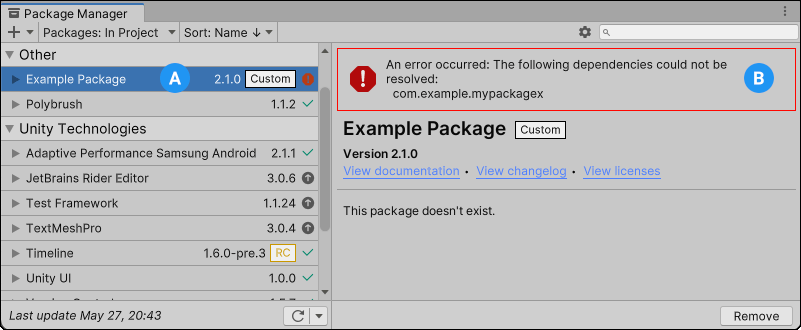 Package Manager
Packages: In Project
Sort: Name ↓
Other
Example Package
A
2.1.0
Custom
Polybrush
1.1.2
Unity Technologies
Adaptive Performance Samsung Android
2.1.1
JetBrains Rider Editor
3.0.6
Test Framework
1.1.24
TextMeshPro
3.0.4
Timeline
1.6.0-pre.3
RC
Unity UI
1.0.0
Last update May 27, 20:43
An error occurred: The following dependencies could not be
resolved:
com.example.mypackagex
B
Example Package
Custom
Version 2.1.0
View documentation • View changelog • View licenses
This package doesn't exist.
Remove